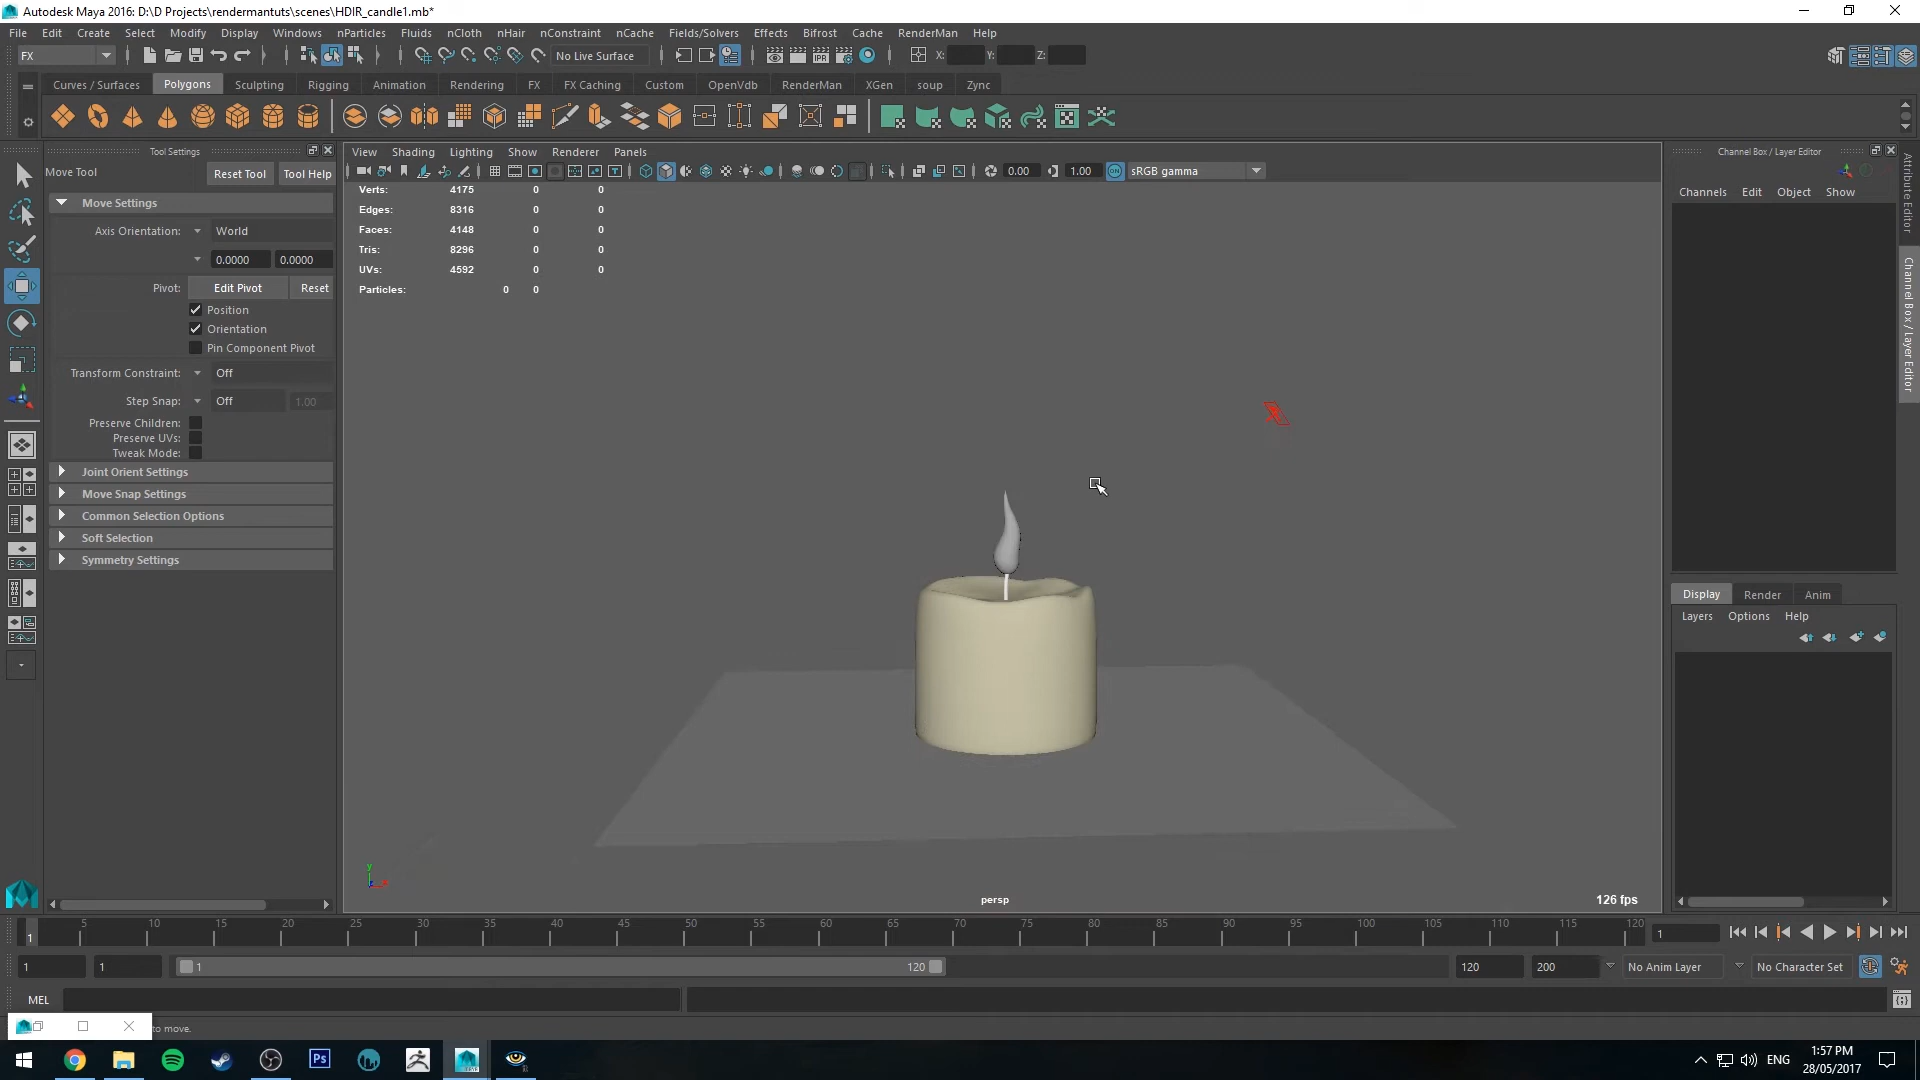 Autodesk Maya 2016: D:\D Projects\rendermantuts\scenes\HDIR_candle1.mb*
File Edit Create Select Modify Display Windows nParticles Fluids nCloth nHair nConstraint nCache Fields/Solvers Effects Bifrost Cache RenderMan Help
FX No Live Surface X: Y: Z:
Curves / Surfaces Polygons Sculpting Rigging Animation Rendering FX FX Caching Custom OpenVdb RenderMan XGen soup Zync
Tool Settings
Move Tool Reset Tool Tool Help
Move Settings
Axis Orientation: World
0.0000 0.0000
Pivot: Edit Pivot Reset
Position
Orientation
Pin Component Pivot
Transform Constraint: Off
Step Snap: Off 1.00
Preserve Children:
Preserve UVs:
Tweak Mode:
Joint Orient Settings
Move Snap Settings
Common Selection Options
Soft Selection
Symmetry Settings
View Shading Lighting Show Renderer Panels
0.00 1.00 ON sRGB gamma
Verts: 4175 0 0
Edges: 8316 0 0
Faces: 4148 0 0
Tris: 8296 0 0
UVs: 4592 0 0
Particles: 0 0
y
persp
126 fps
Channel Box / Layer Editor
Channels Edit Object Show
Attribute Editor
Channel Box / Layer Editor
Display Render Anim
Layers Options Help
1 5 10 15 20 25 30 35 40 45 50 55 60 65 70 75 80 85 90 95 100 105 110 115 120 1
1 1 1 120 120 200 No Anim Layer No Character Set
MEL
to move.
Ps
ENG
1:57 PM
28/05/2017